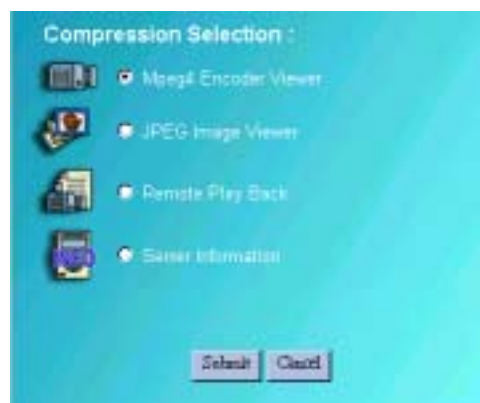 Compression Selection :
Mpeg4 Encoder Viewer
JPEG Image Viewer
Remote Play Back
Server Information
Submit Cancel